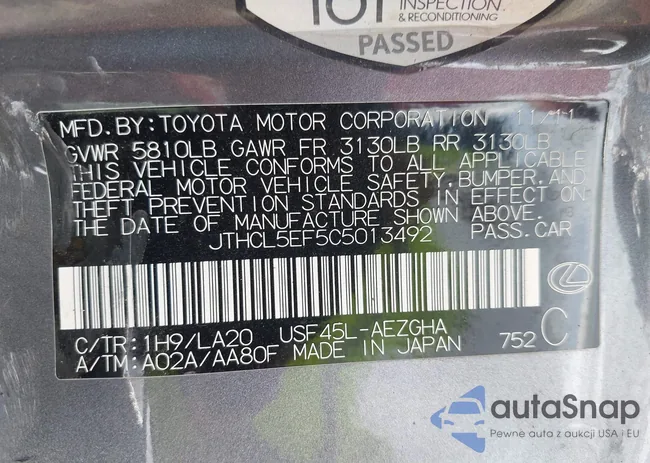 101
INSPECTION
& RECONDITIONING
PASSED
MFD. BY: TOYOTA MOTOR CORPORATION 11/11
GVWR 5810LB GAWR FR 3130LB RR 3130LB
THIS VEHICLE CONFORMS TO ALL APPLICABLE
FEDERAL MOTOR VEHICLE SAFETY, BUMPER, AND
THEFT PREVENTION STANDARDS IN EFFECT ON
THE DATE OF MANUFACTURE SHOWN ABOVE.
JTHCL5EF5C5013492 PASS. CAR
C/TR: 1H9/LA20 USF45L-AEZGHA
A/TM: A02A/AA80F MADE IN JAPAN 752 C
autaSnap
Pewne auta z aukcji USA i EU